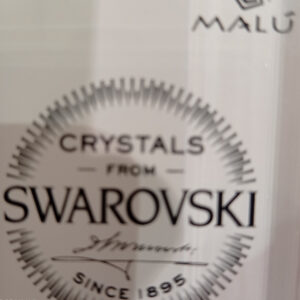 MALÚ
CRYSTALS
FROM
SWAROVSKI
SINCE 1895